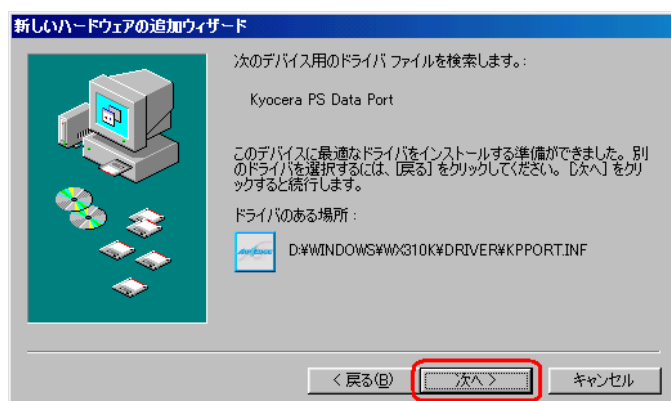 新しいハードウェアの追加ウィザード
次のデバイス用のドライバ ファイルを検索します。:
Kyocera PS Data Port
このデバイスに最適なドライバをインストールする準備ができました。別
のドライバを選択するには、[戻る] をクリックしてください。[次へ] をクリ
ックすると続行します。
ドライバのある場所 :
AIR-EDGE
D:¥WINDOWS¥WX310K¥DRIVER¥KPPORT.INF
< 戻る(B)
次へ >
キャンセル